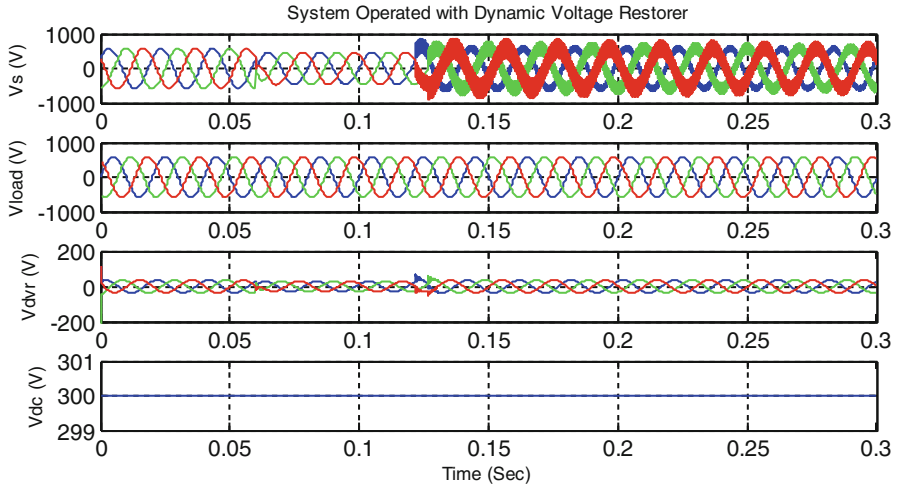 System Operated with Dynamic Voltage Restorer
Vs (V)
1000
0
-1000
0 0.05 0.1 0.15 0.2 0.25 0.3
Vload (V)
1000
0
-1000
0 0.05 0.1 0.15 0.2 0.25 0.3
Vdvr (V)
200
0
-200
0 0.05 0.1 0.15 0.2 0.25 0.3
Vdc (V)
301
300
299
0 0.05 0.1 0.15 0.2 0.25 0.3
Time (Sec)